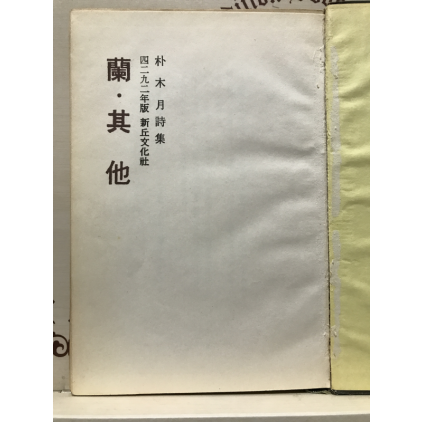 朴木月詩集
四二九二年版 新丘文化社
蘭·其他